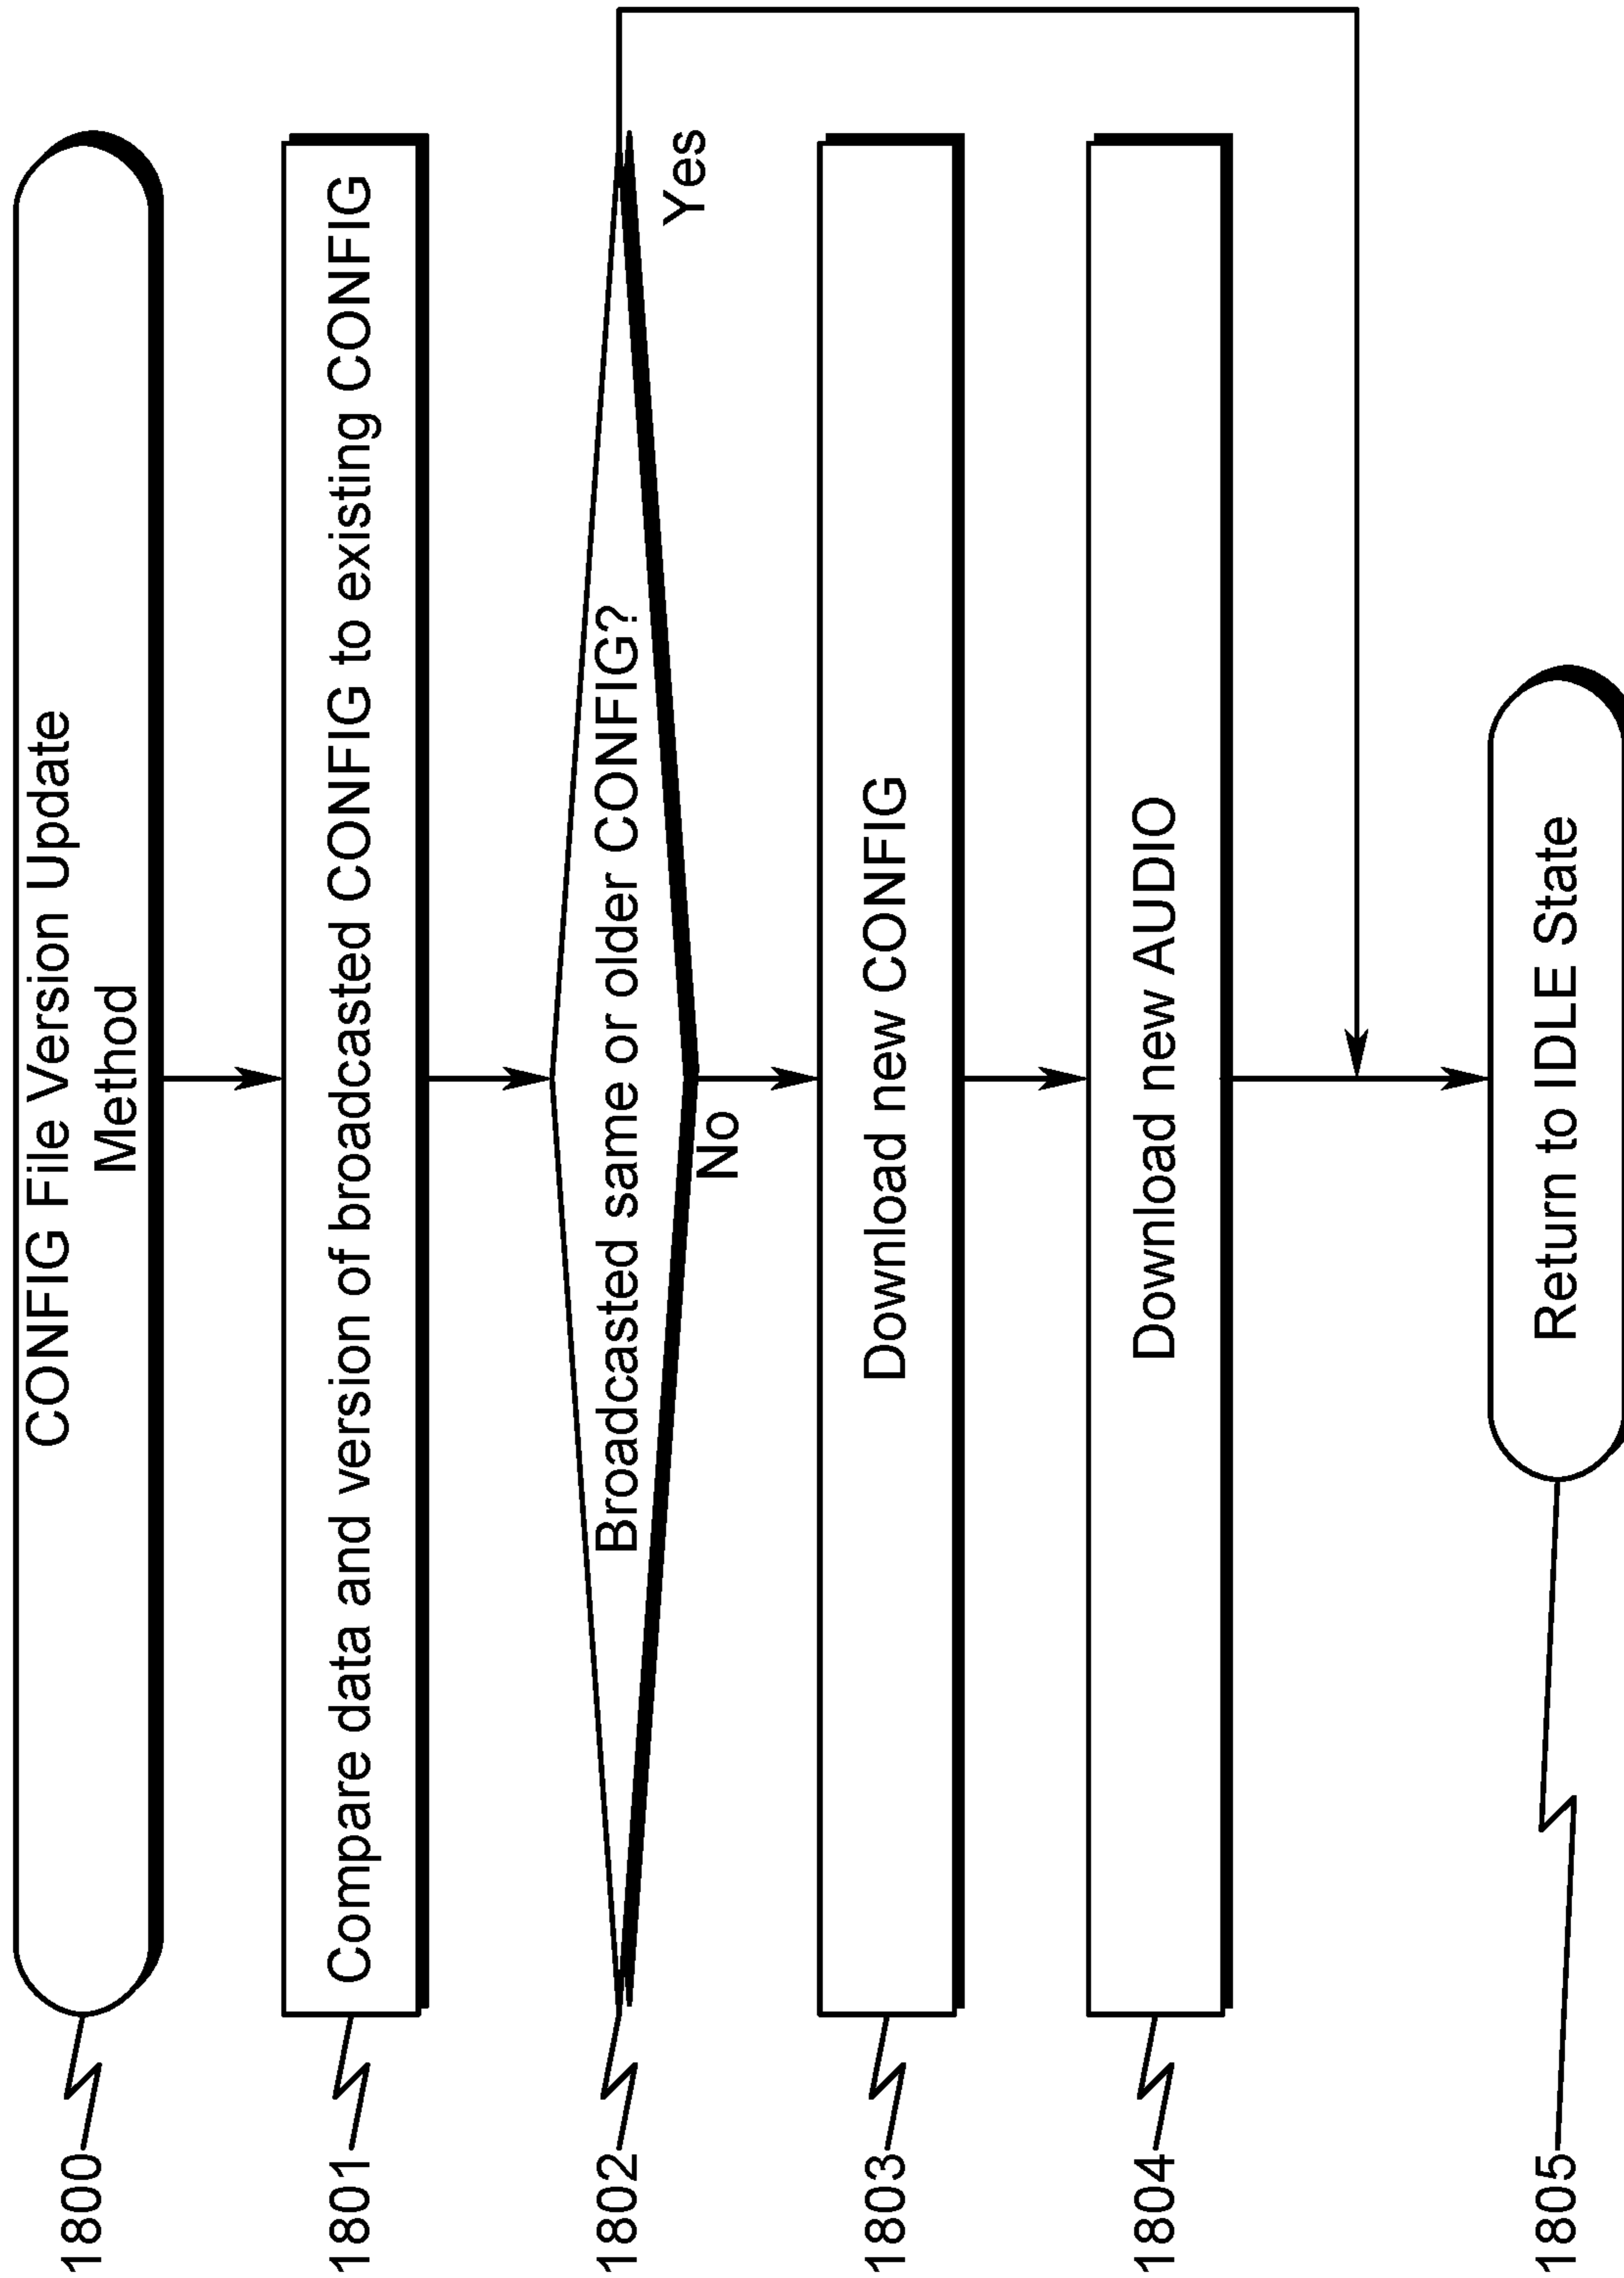 CONFIG File Version Update
Method
1800
Compare data and version of broadcasted CONFIG to existing CONFIG
1801
Broadcasted same or older CONFIG?
1802
Yes
No
Download new CONFIG
1803
Download new AUDIO
1804
Return to IDLE State
1805